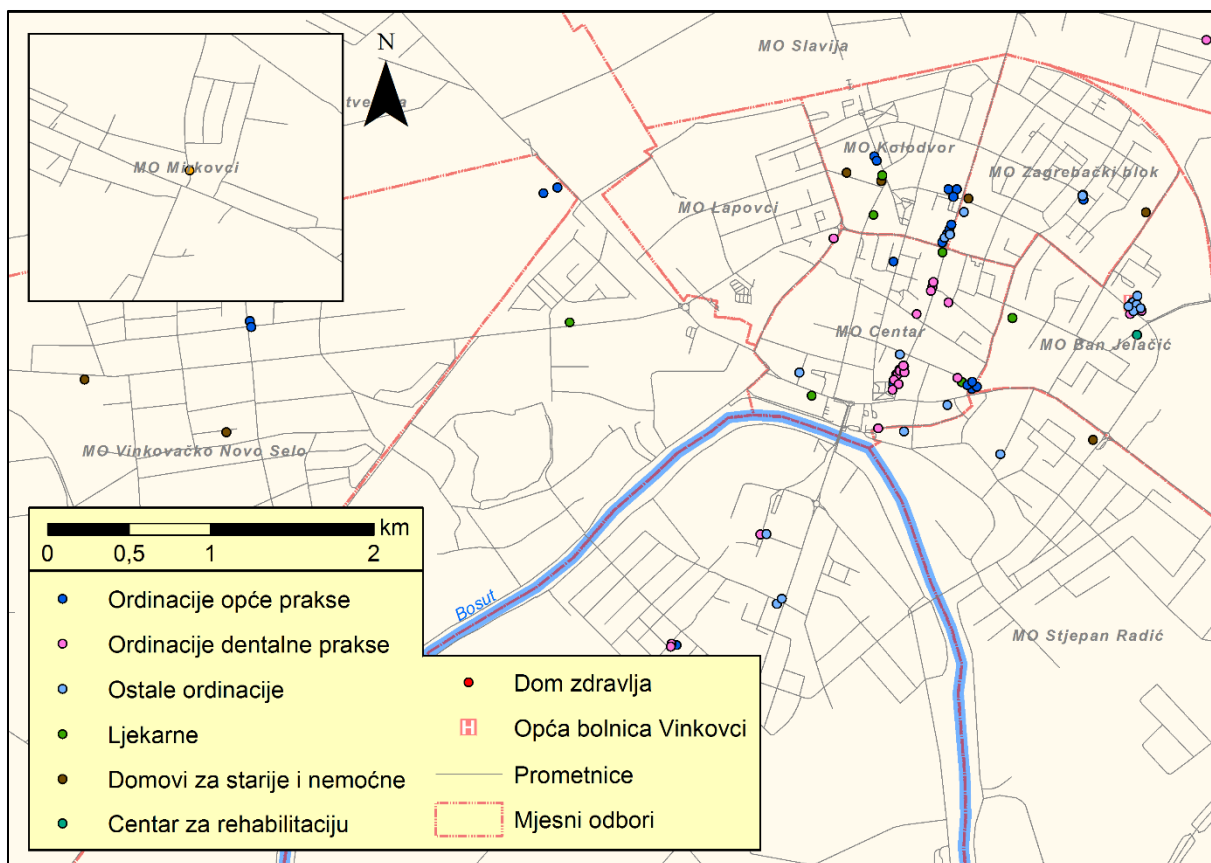 MO Slavija
N
tvenica
MO Mirkovci
MO Kolodvor
MO Zagrebački blok
MO Lapovci
MO Centar
MO Ban Jelačić
MO Vinkovačko Novo Selo
Bosut
MO Stjepan Radić
km
0 0,5 1 2
Ordinacije opće prakse
Ordinacije dentalne prakse
Ostale ordinacije
Ljekarne
Domovi za starije i nemoćne
Centar za rehabilitaciju
Dom zdravlja
H Opća bolnica Vinkovci
Prometnice
Mjesni odbori